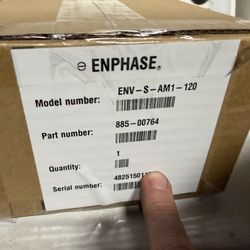 ENPHASE
Model number: ENV-S-AM1-120
Part number: 885-00764
Quantity: 1
Serial number: